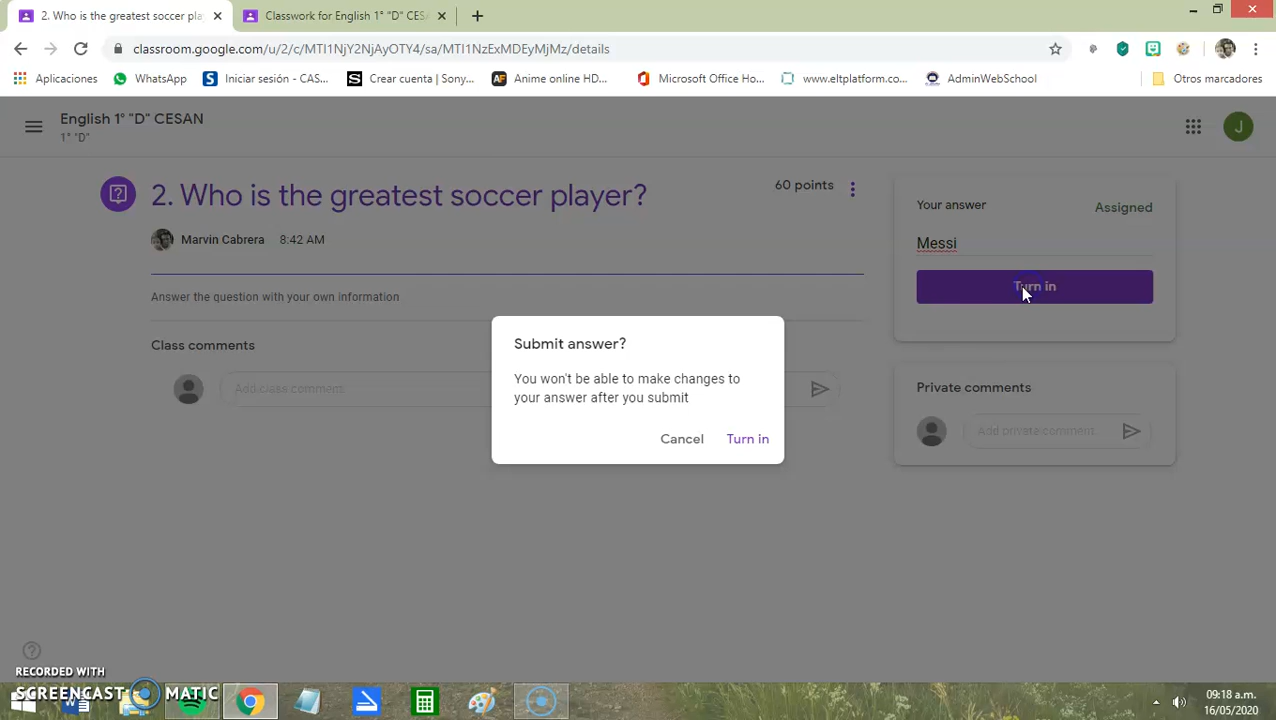 2. Who is the greatest soccer pla
Classwork for English 1° "D" CESA
classroom.google.com/u/2/c/MTI1NjY2NjAyOTY4/sa/MTI1NzExMDEyMjMz/details
Aplicaciones
WhatsApp
Iniciar sesión - CAS...
Crear cuenta | Sony...
Anime online HD...
Microsoft Office Ho...
www.eltplatform.co...
AdminWebSchool
Otros marcadores
English 1° "D" CESAN
1° "D"
J
2. Who is the greatest soccer player?
60 points
Marvin Cabrera
8:42 AM
Your answer
Assigned
Messi
Turn in
Answer the question with your own information
Class comments
Add class comment
Submit answer?
You won't be able to make changes to
your answer after you submit
Cancel
Turn in
Private comments
Add private comment...
RECORDED WITH
SCREENCAST MATIC
09:18 a.m.
16/05/2020